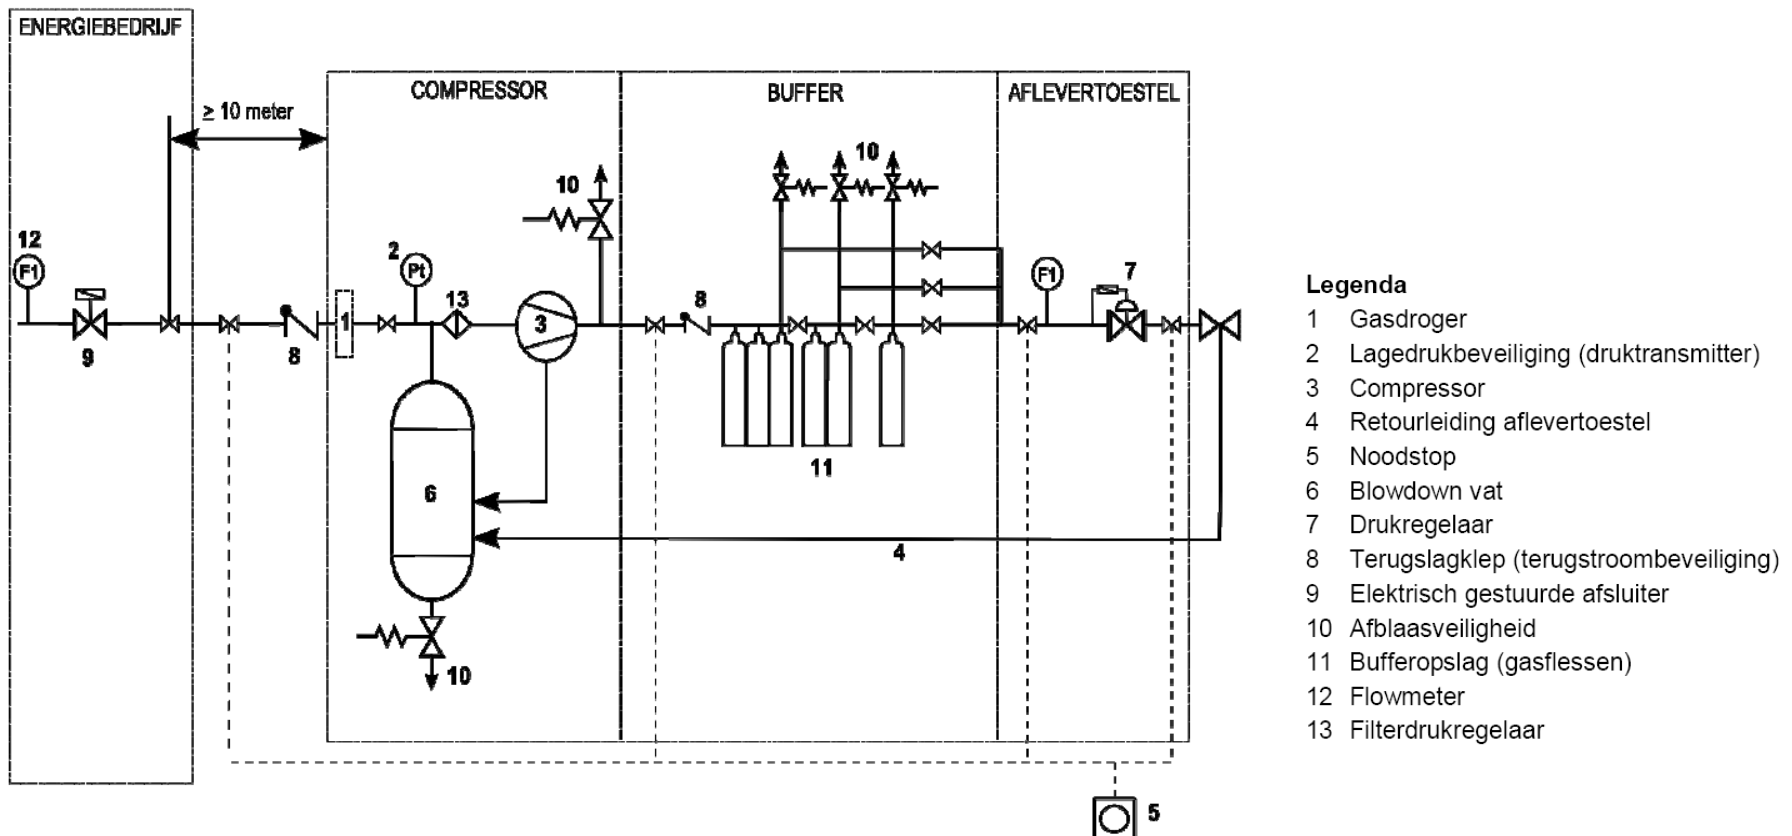 ENERGIEBEDRIJF
COMPRESSOR
BUFFER
AFLEVERTOESTEL
≥ 10 meter
10
10
12
F1
2
Pt
13
8
F1
7
1
3
9
8
6
11
4
10
5
Legenda
1 Gasdroger
2 Lagedrukbeveiliging (druktransmitter)
3 Compressor
4 Retourleiding aflevertoestel
5 Noodstop
6 Blowdown vat
7 Drukregelaar
8 Terugslagklep (terugstroombeveiliging)
9 Elektrisch gestuurde afsluiter
10 Afblaasveiligheid
11 Bufferopslag (gasflessen)
12 Flowmeter
13 Filterdrukregelaar